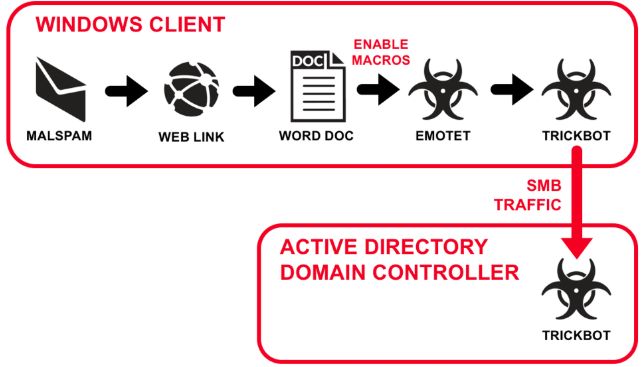 WINDOWS CLIENT
ENABLE
MACROS
DOC
MALSPAM
WEB LINK
WORD DOC
EMOTET
TRICKBOT
SMB
TRAFFIC
ACTIVE DIRECTORY
DOMAIN CONTROLLER
TRICKBOT